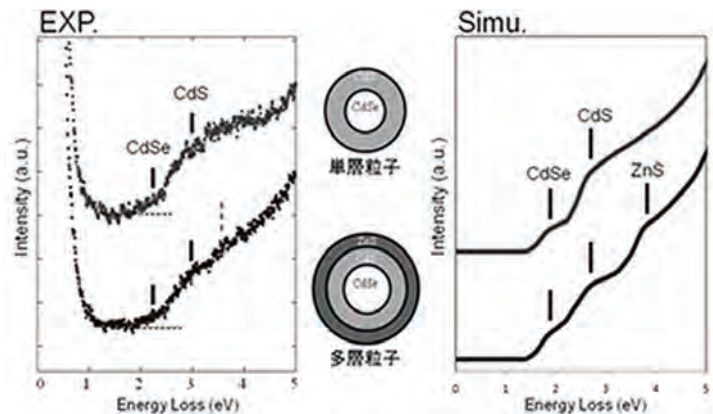 EXP.
Intensity (a.u.)
CdS
CdSe
0 1 2 3 4 5
Energy Loss (eV)
CdS
CdSe
単層粒子
ZnS
CdS
CdSe
多層粒子
Simu.
Intensity (a.u.)
CdS
CdSe
ZnS
0 1 2 3 4 5
Energy Loss (eV)